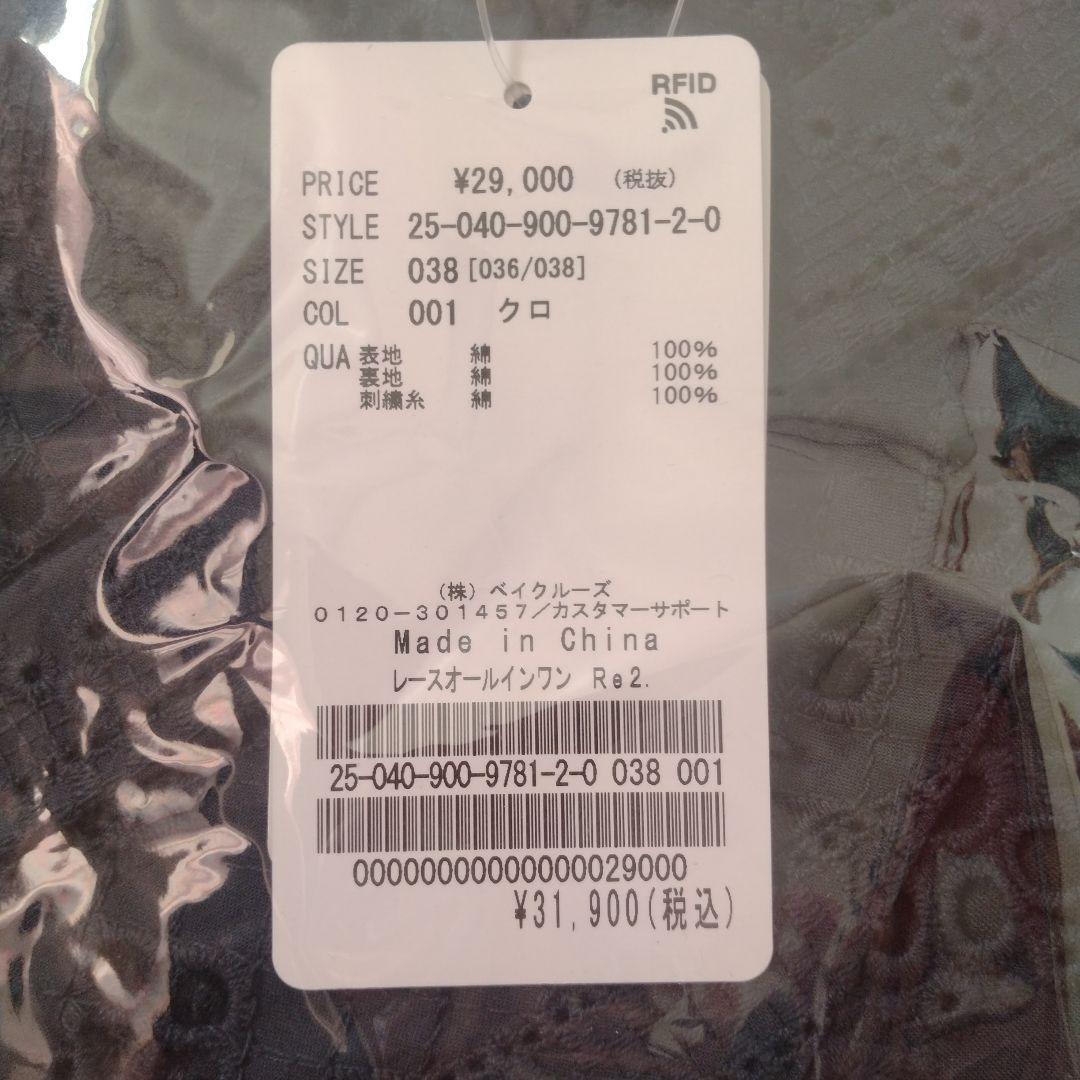 RFID
PRICE ¥29,000 (税抜)
STYLE 25-040-900-9781-2-0
SIZE 038 [036/038]
COL 001 クロ
QUA 表地 綿 100%
裏地 綿 100%
刺繍糸 綿 100%
(株) ベイクルーズ
0120-301457/カスタマーサポート
Made in China
レースオールインワン Re2.
25-040-900-9781-2-0 038 001
00000000000000029000
¥31,900(税込)